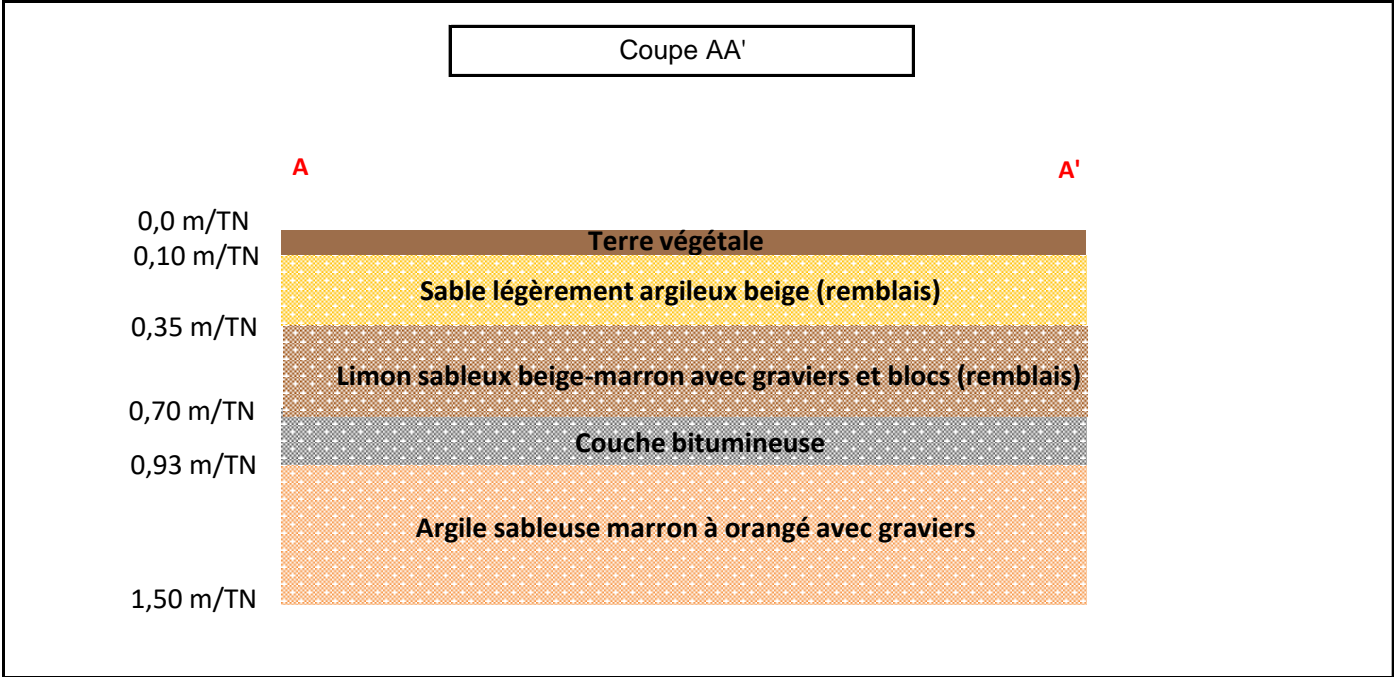 Coupe AA'
A
A'
0,0 m/TN
Terre végétale
0,10 m/TN
Sable légèrement argileux beige (remblais)
0,35 m/TN
Limon sableux beige-marron avec graviers et blocs (remblais)
0,70 m/TN
Couche bitumineuse
0,93 m/TN
Argile sableuse marron à orangé avec graviers
1,50 m/TN